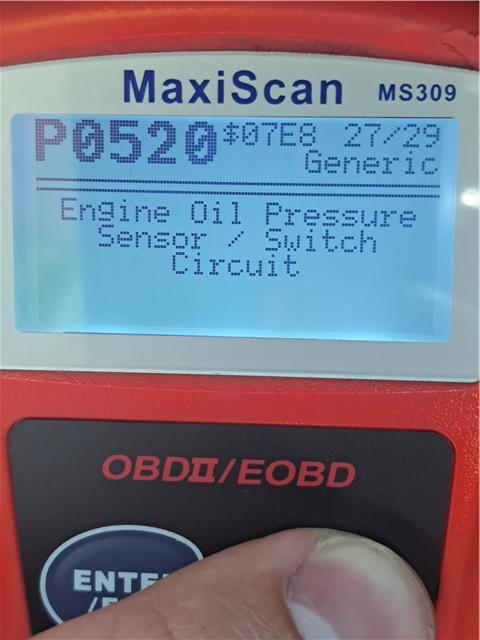 MaxiScan MS309
P0520 $07E8 27/29
Generic
Engine Oil Pressure
Sensor / Switch
Circuit
OBDII/EOBD